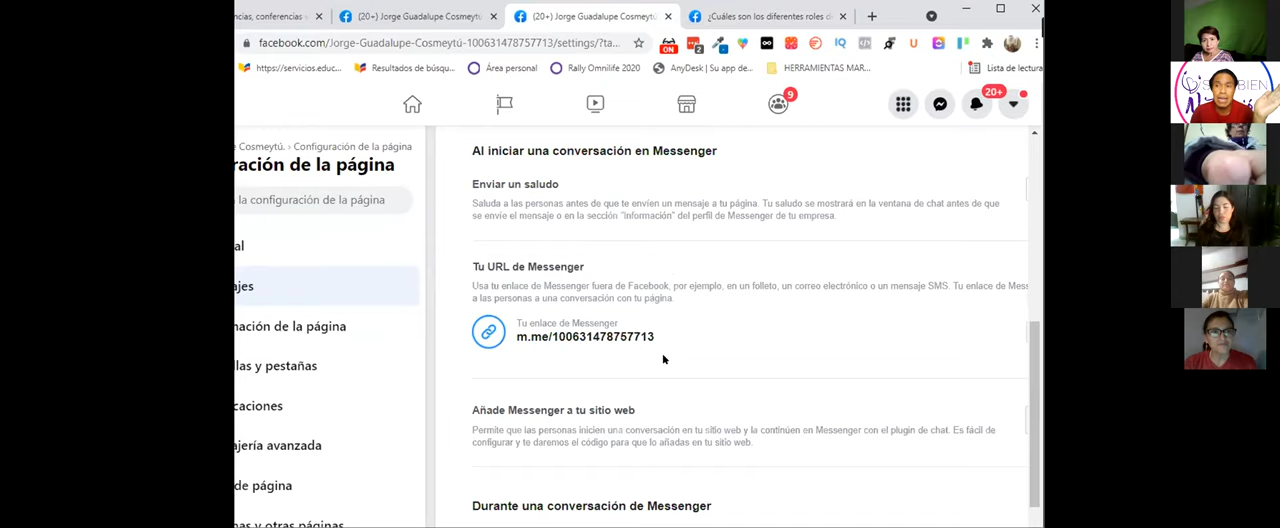 (20+) Jorge Guadalupe Cosmeytú
(20+) Jorge Guadalupe Cosmeytú
¿Cuáles son los diferentes roles d
facebook.com/Jorge-Guadalupe-Cosmeytú-100631478757713/settings/?ta...
ON
2
IQ
https://servicios.educ...
Resultados de búsqu...
Área personal
Rally Omnilife 2020
AnyDesk | Su app de...
HERRAMIENTAS MAR...
Lista de lectura
9
20+
e Cosmeytú. › Configuración de la página
ración de la página
la configuración de la página
al
ajes
mación de la página
llas y pestañas
caciones
ajería avanzada
de página
nas y otras páginas
Al iniciar una conversación en Messenger
Enviar un saludo
Saluda a las personas antes de que te envíen un mensaje a tu página. Tu saludo se mostrará en la ventana de chat antes de que
se envíe el mensaje o en la sección "Información" del perfil de Messenger de tu empresa.
Tu URL de Messenger
Usa tu enlace de Messenger fuera de Facebook, por ejemplo, en un folleto, un correo electrónico o un mensaje SMS. Tu enlace de Mess
a las personas a una conversación con tu página.
Tu enlace de Messenger
m.me/100631478757713
Añade Messenger a tu sitio web
Permite que las personas inicien una conversación en tu sitio web y la continúen en Messenger con el plugin de chat. Es fácil de
configurar y te daremos el código para que lo añadas en tu sitio web.
Durante una conversación de Messenger